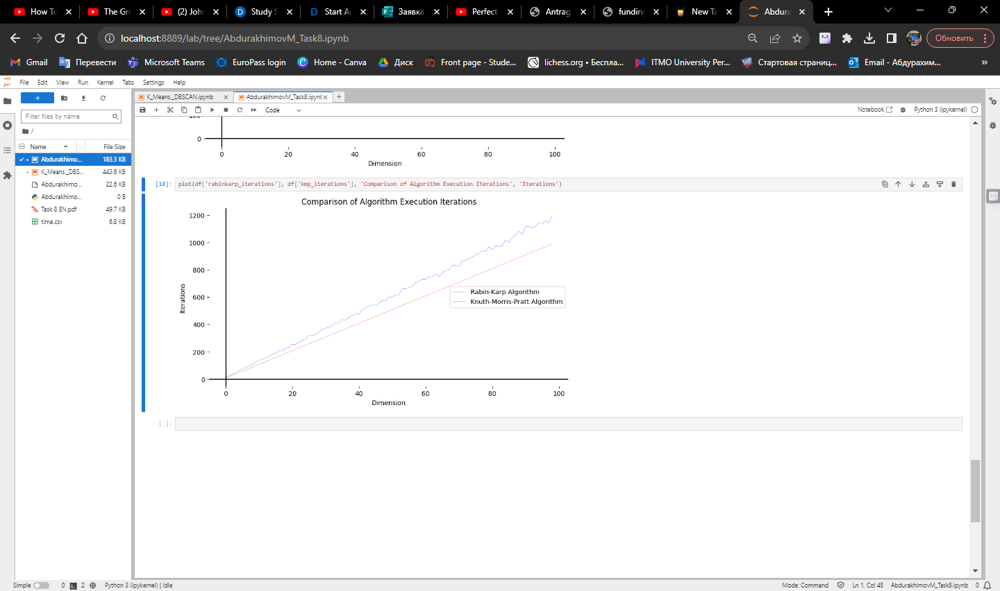 How To
The Gre
(2) John
Study S
Start Ap
Заявка
Perfect
Antrag
funding
New Ta
Abdura
localhost:8889/lab/tree/AbdurakhimovM_Task8.ipynb
Обновить
Gmail
Перевести
Microsoft Teams
EuroPass login
Home - Canva
Диск
Front page - Stude...
lichess.org • Беспла...
ITMO University Per...
Стартовая страниц...
Email - Абдурахим...
File Edit View Run Kernel Tabs Settings Help
K_Means_DBSCAN.ipynb
AbdurakhimovM_Task8.ipynl
Code
Notebook
Python 3 (ipykernel)
Filter files by name
/
Name
...
File Size
Abdurakhimo... 183.3 KB
K_Means_DBS... 443.6 KB
Abdurakhimo... 22.6 KB
Abdurakhimo... 0 B
Task 8 EN.pdf 49.7 KB
time.csv 6.8 KB
0
0 20 40 60 80 100
Dimension
[18]: plot(df['rabinkarp_iterations'], df['kmp_iterations'], 'Comparison of Algorithm Execution Iterations', 'Iterations')
Comparison of Algorithm Execution Iterations
1200
1000
800
600
400
200
0
Iterations
Rabin-Karp Algorithm
Knuth-Morris-Pratt Algorithm
0 20 40 60 80 100
Dimension
[ ]:
Simple 0 2 Python 3 (ipykernel) | Idle
Mode: Command Ln 1, Col 45 AbdurakhimovM_Task8.ipynb 0